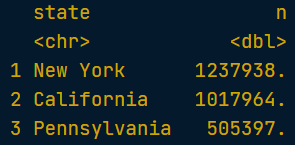 state n
<chr> <dbl>
1 New York 1237938.
2 California 1017964.
3 Pennsylvania 505397.